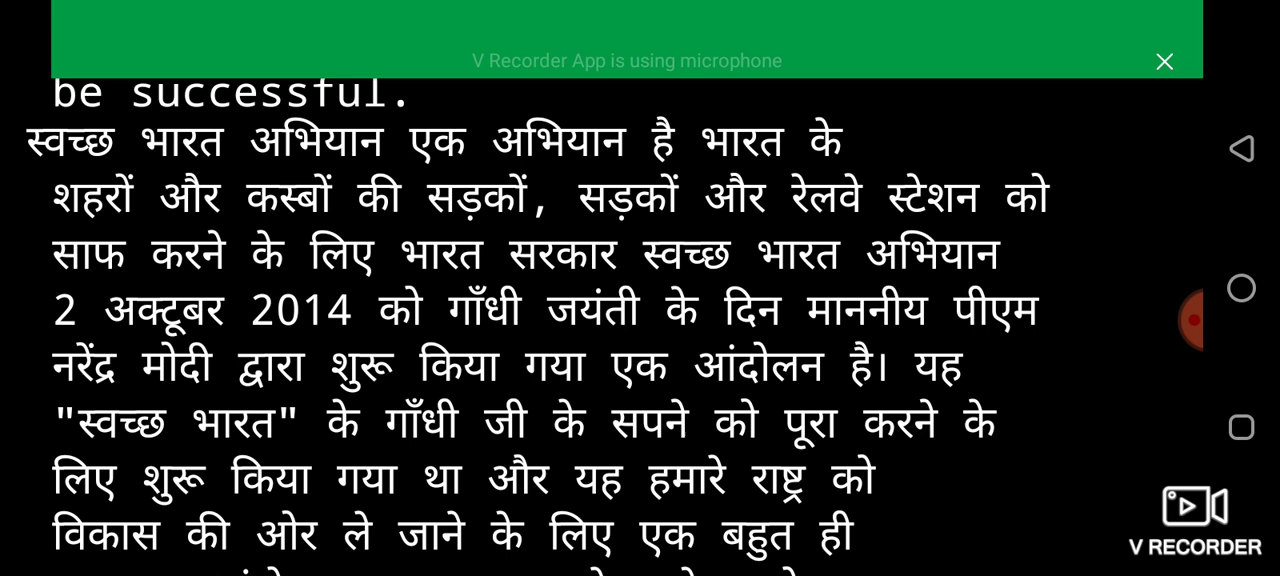 V Recorder App is using microphone
be successful.
स्वच्छ भारत अभियान एक अभियान है भारत के
शहरों और कस्बों की सड़कों, सड़कों और रेलवे स्टेशन को
साफ करने के लिए भारत सरकार स्वच्छ भारत अभियान
2 अक्टूबर 2014 को गाँधी जयंती के दिन माननीय पीएम
नरेंद्र मोदी द्वारा शुरू किया गया एक आंदोलन है। यह
"स्वच्छ भारत" के गाँधी जी के सपने को पूरा करने के
लिए शुरू किया गया था और यह हमारे राष्ट्र को
विकास की ओर ले जाने के लिए एक बहुत ही
V RECORDER